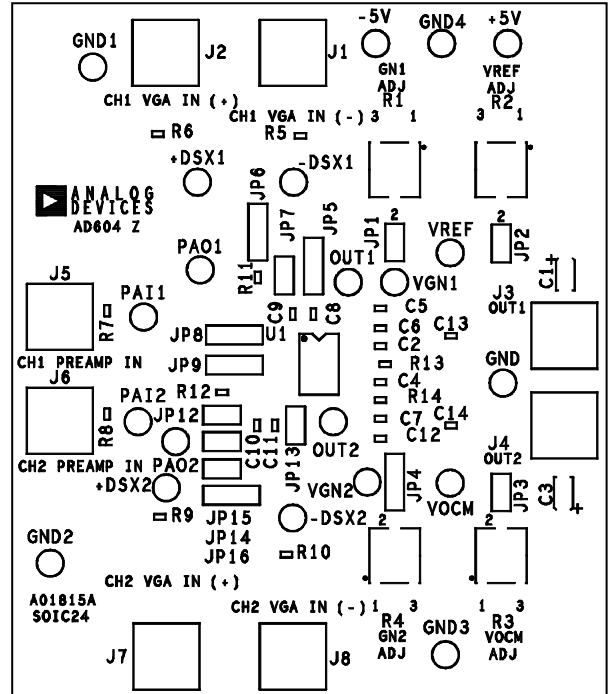 -5V
GND4
+5V
GND1
J2
J1
GN1
ADJ
R1
VREF
ADJ
R2
CH1 VGA IN (+)
CH1 VGA IN (-)
3
1
3
1
R6
R5
+DSX1
-DSX1
JP6
ANALOG
DEVICES
AD604 Z
JP7
JP5
JP1
2
VREF
2
JP2
PAO1
OUT1
R11
VGN1
C1+
J5
PAI1
J3
OUT1
R7
C9
C8
C5
C6
C13
C2
JP8
U1
CH1 PREAMP IN
JP9
R13
GND
J6
R12
C4
PAI2
JP12
R14
R8
C7
C14
C10
C11
JP13
OUT2
C12
J4
OUT2
CH2 PREAMP IN
PAO2
+DSX2
VGN2
JP4
VOCM
JP3
C3
+
JP15
JP14
JP16
R9
-DSX2
2
2
GND2
R10
CH2 VGA IN (+)
A01815A
SOIC24
CH2 VGA IN (-)
1
3
1
3
R4
GN2
ADJ
GND3
R3
VOCM
ADJ
J7
J8